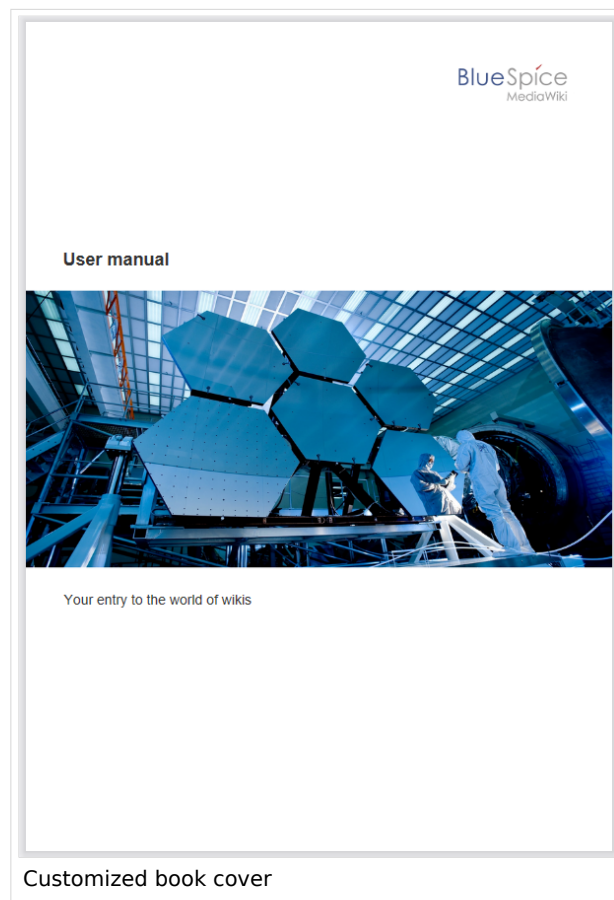 BlueSpice
MediaWiki
User manual
Your entry to the world of wikis
Customized book cover